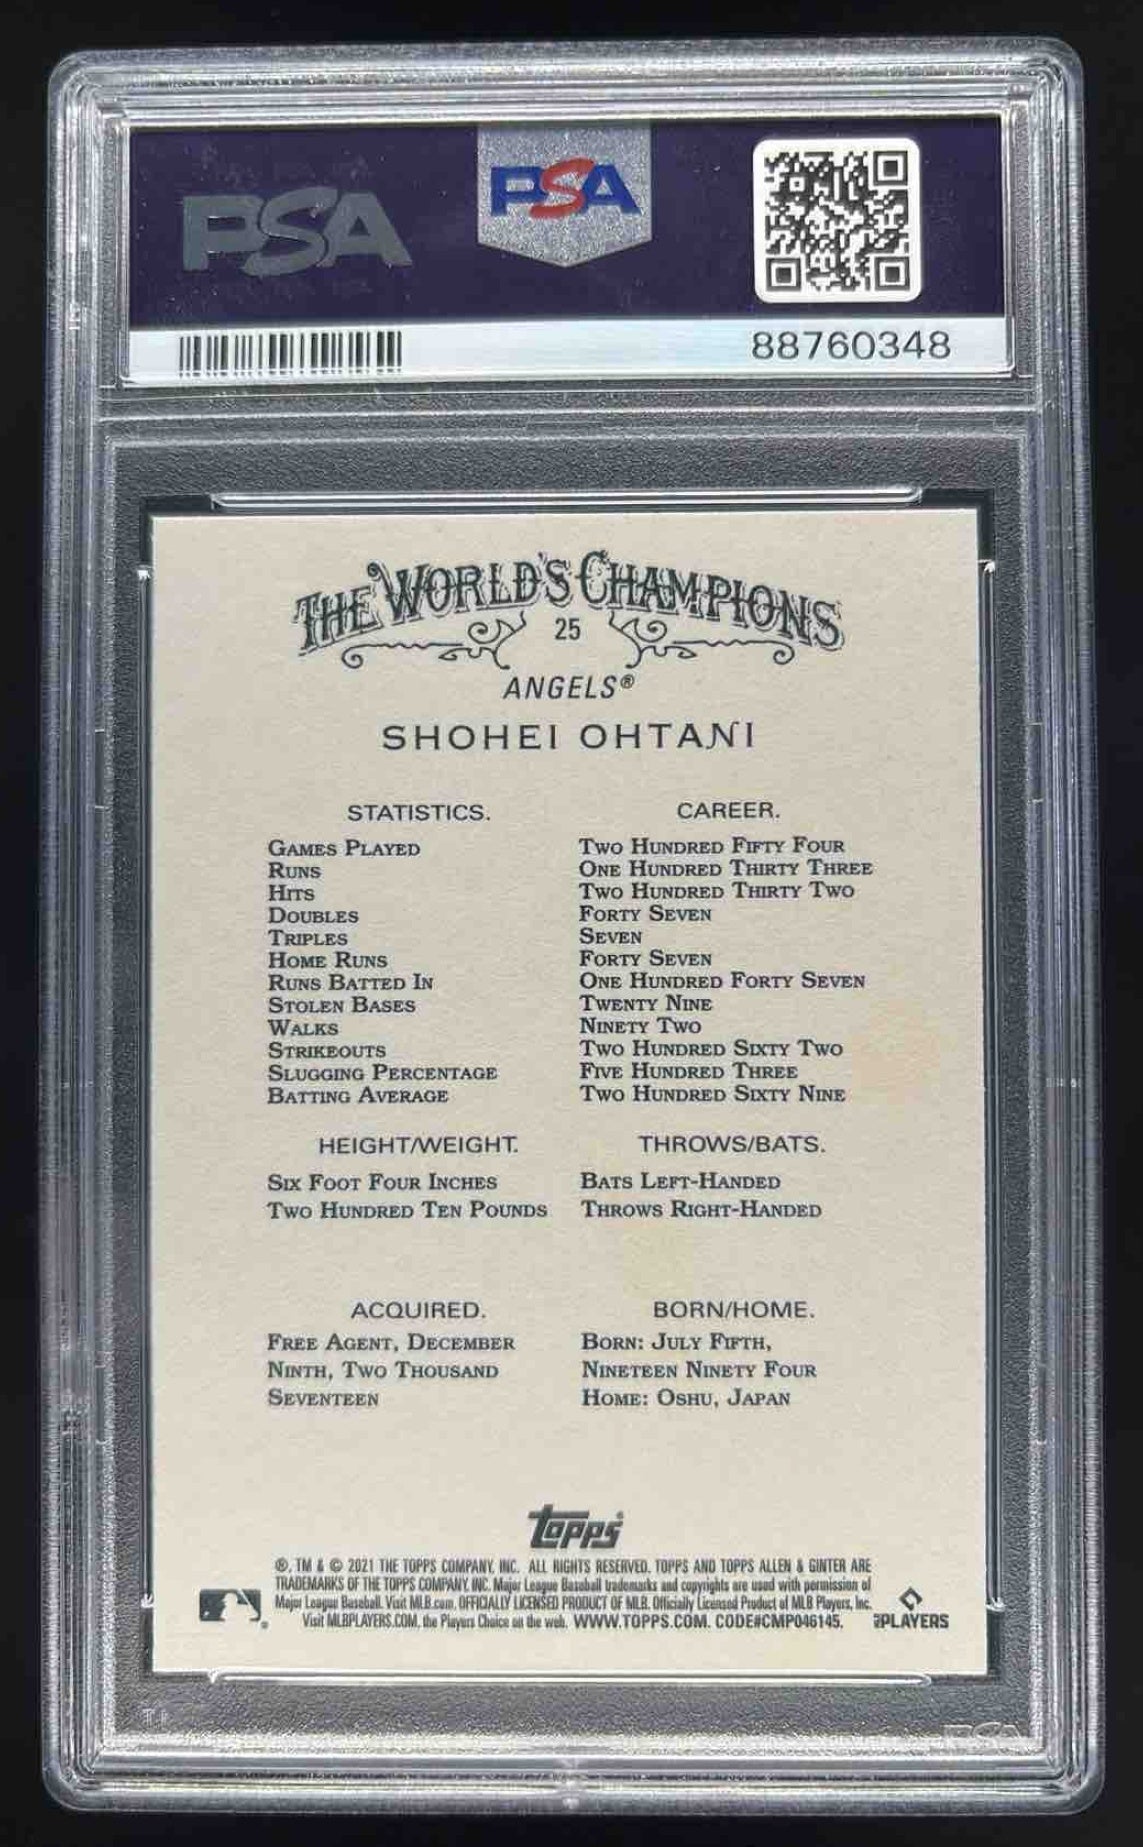 PSA
PSA
88760348
THE WORLD'S CHAMPIONS
25
ANGELS®
SHOHEI OHTANI
STATISTICS. CAREER.
GAMES PLAYED TWO HUNDRED FIFTY FOUR
RUNS ONE HUNDRED THIRTY THREE
HITS TWO HUNDRED THIRTY TWO
DOUBLES FORTY SEVEN
TRIPLES SEVEN
HOME RUNS FORTY SEVEN
RUNS BATTED IN ONE HUNDRED FORTY SEVEN
STOLEN BASES TWENTY NINE
WALKS NINETY TWO
STRIKEOUTS TWO HUNDRED SIXTY TWO
SLUGGING PERCENTAGE FIVE HUNDRED THREE
BATTING AVERAGE TWO HUNDRED SIXTY NINE
HEIGHT/WEIGHT. THROWS/BATS.
SIX FOOT FOUR INCHES BATS LEFT-HANDED
TWO HUNDRED TEN POUNDS THROWS RIGHT-HANDED
ACQUIRED. BORN/HOME.
FREE AGENT, DECEMBER BORN: JULY FIFTH,
NINTH, TWO THOUSAND NINETEEN NINETY FOUR
SEVENTEEN HOME: OSHU, JAPAN
topps®
®, TM & © 2021 THE TOPPS COMPANY, INC. ALL RIGHTS RESERVED. TOPPS AND TOPPS ALLEN & GINTER ARE
TRADEMARKS OF THE TOPPS COMPANY, INC. Major League Baseball trademarks and copyrights are used with permission of
Major League Baseball. Visit MLB.com. OFFICIALLY LICENSED PRODUCT OF MLB. Officially Licensed Product of MLB Players, Inc.
Visit MLBPLAYERS.COM, the Players Choice on the web. WWW.TOPPS.COM. CODE#CMP046145.
PLAYERS
PSA